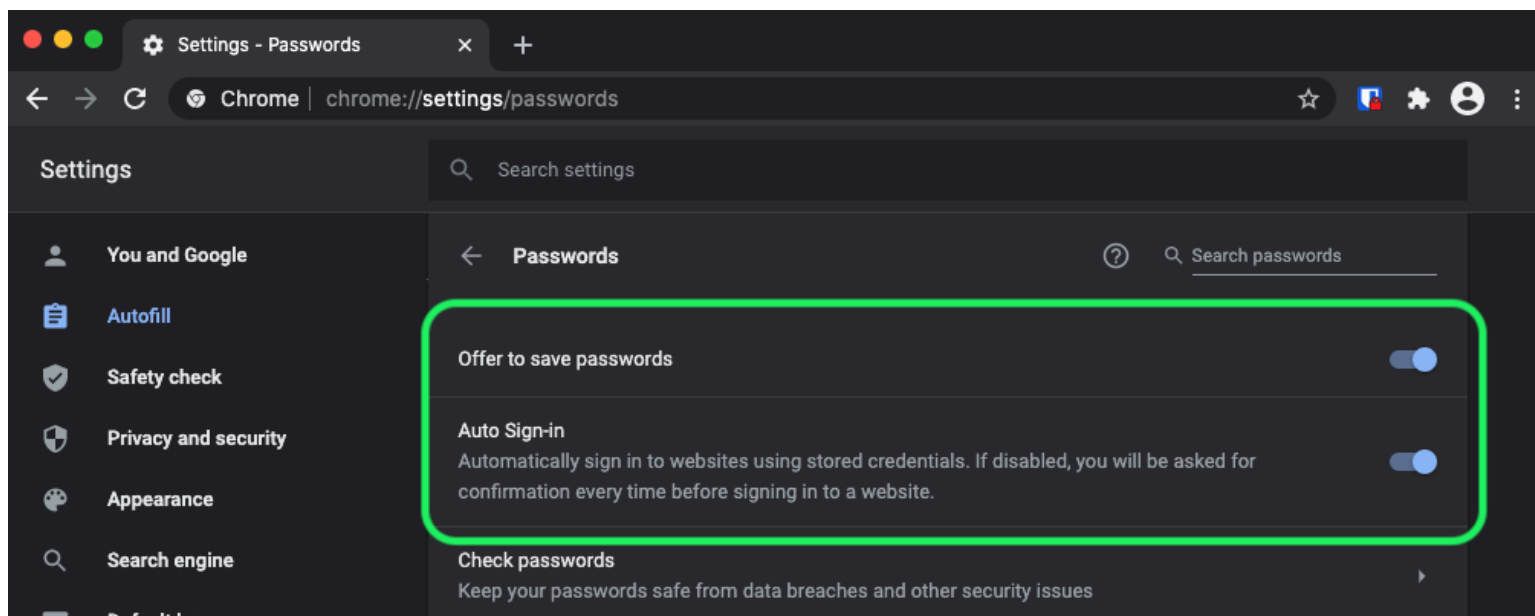 Settings - Passwords
Chrome | chrome://settings/passwords
Settings
Search settings
You and Google
Autofill
Safety check
Privacy and security
Appearance
Search engine
Passwords
Search passwords
Offer to save passwords
Auto Sign-in
Automatically sign in to websites using stored credentials. If disabled, you will be asked for
confirmation every time before signing in to a website.
Check passwords
Keep your passwords safe from data breaches and other security issues